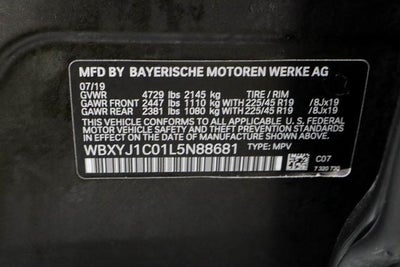 MFD BY BAYERISCHE MOTOREN WERKE AG
07/19
GVWR 4729 lbs 2145 kg TIRE / RIM
GAWR FRONT 2447 lbs 1110 kg WITH 225/45 R19 /8Jx19
GAWR REAR 2381 lbs 1080 kg WITH 225/45 R19 /8Jx19
THIS VEHICLE CONFORMS TO ALL APPLICABLE U.S. FEDERAL
MOTOR VEHICLE SAFETY, BUMPER, AND THEFT PREVENTION
STANDARDS IN EFFECT ON THE DATE OF MANUFACTURE
SHOWN ABOVE.
WBXYJ1C01L5N88681 TYPE: MPV
C07